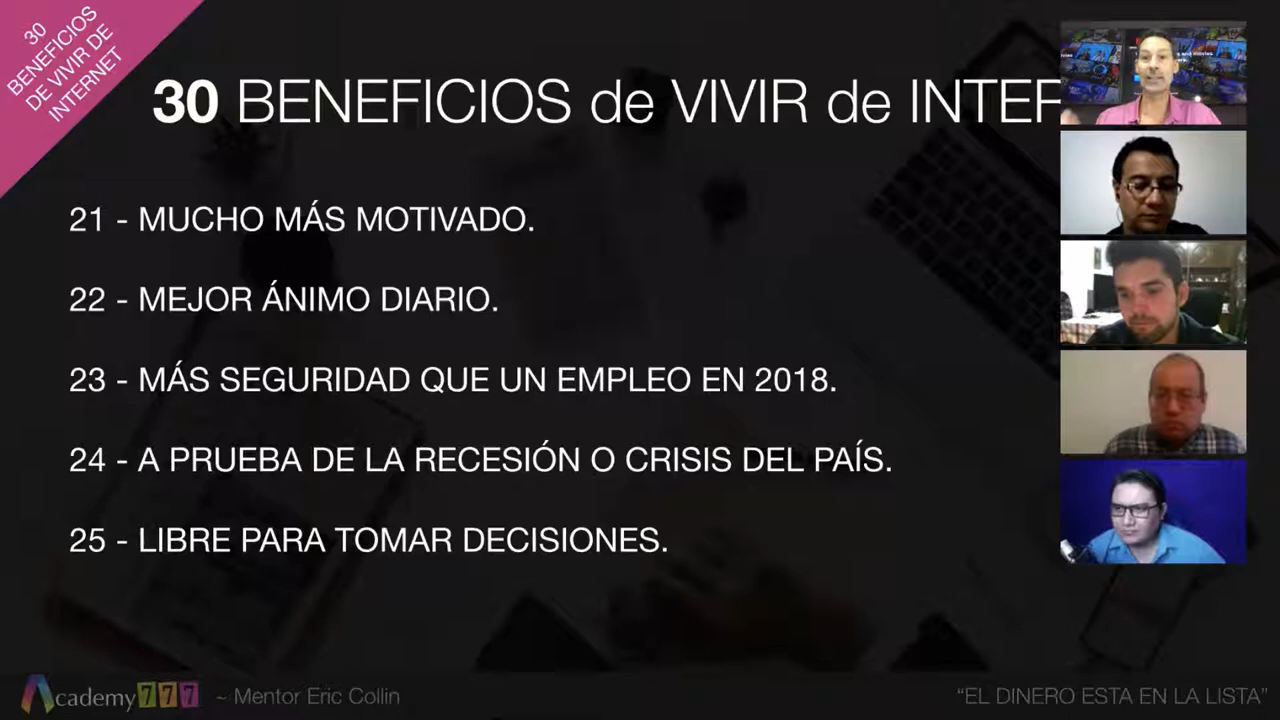 30
BENEFICIOS
DE VIVIR DE
INTERNET
30 BENEFICIOS de VIVIR de INTER
21 - MUCHO MÁS MOTIVADO.
22 - MEJOR ÁNIMO DIARIO.
23 - MÁS SEGURIDAD QUE UN EMPLEO EN 2018.
24 - A PRUEBA DE LA RECESIÓN O CRISIS DEL PAÍS.
25 - LIBRE PARA TOMAR DECISIONES.
Academy777 ~ Mentor Eric Collin
“EL DINERO ESTA EN LA LISTA”